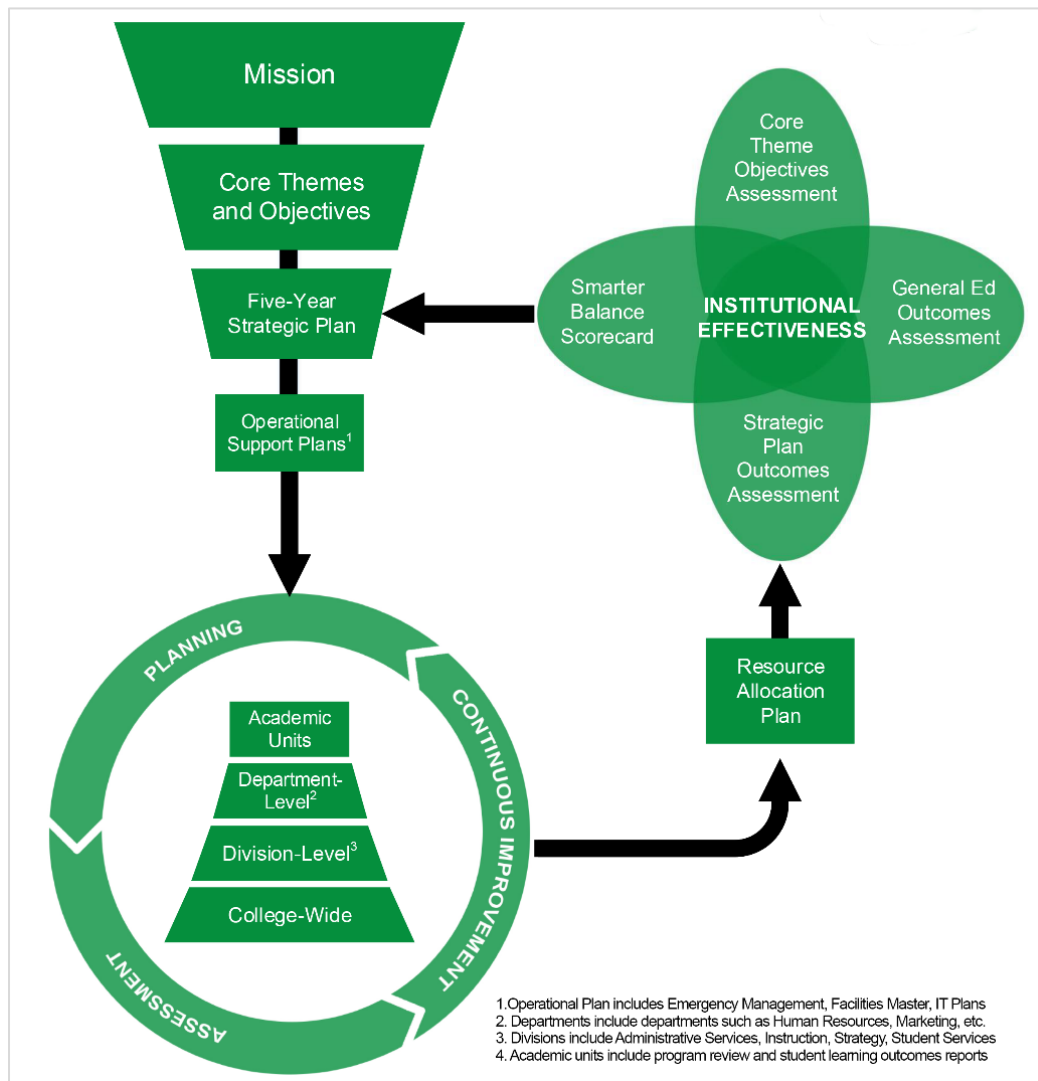 Mission
Core Themes
and Objectives
Five-Year
Strategic Plan
Operational
Support Plans¹
PLANNING
ASSESSMENT
CONTINUOUS IMPROVEMENT
Academic
Units
Department-
Level²
Division-Level³
College-Wide
Resource
Allocation
Plan
Core
Theme
Objectives
Assessment
Smarter
Balance
Scorecard
INSTITUTIONAL
EFFECTIVENESS
General Ed
Outcomes
Assessment
Strategic
Plan
Outcomes
Assessment
1.Operational Plan includes Emergency Management, Facilities Master, IT Plans
2. Departments include departments such as Human Resources, Marketing, etc.
3. Divisions include Administrative Services, Instruction, Strategy, Student Services
4. Academic units include program review and student learning outcomes reports